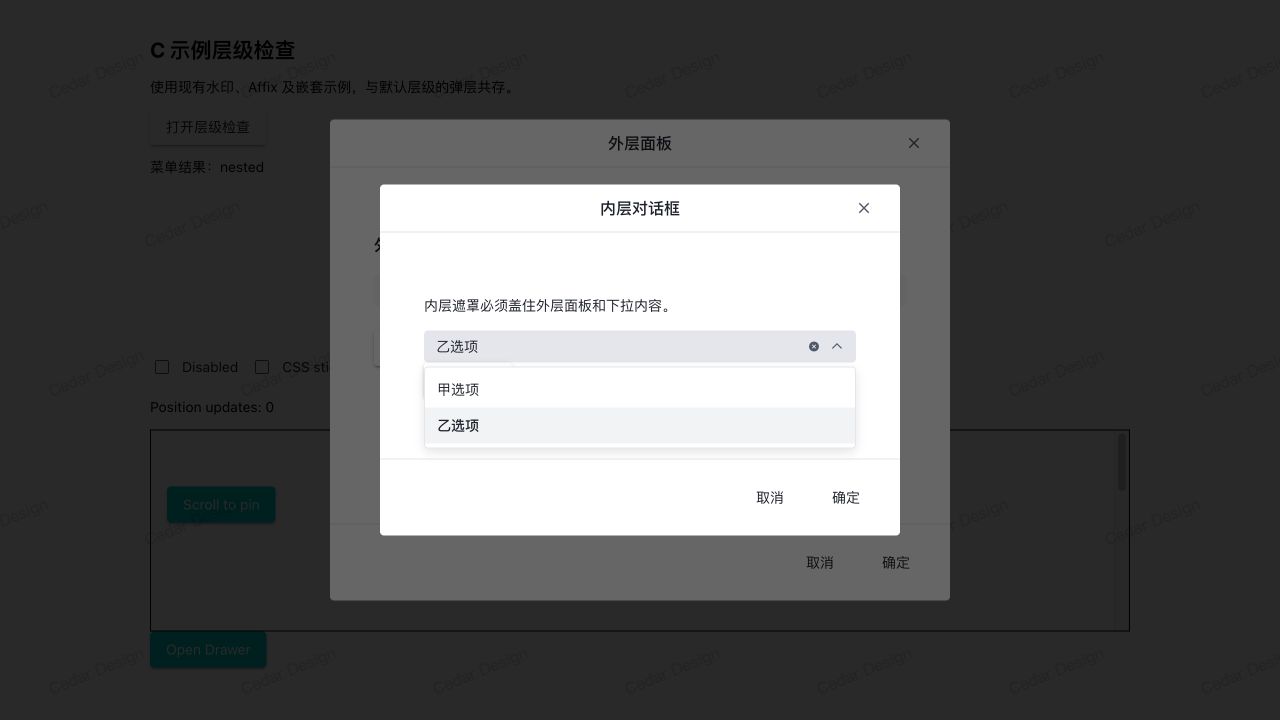 C 示例层级检查
使用现有水印、Affix 及嵌套示例，与默认层级的弹层共存。
打开层级检查
菜单结果：nested
外层面板
内层对话框
内层遮罩必须盖住外层面板和下拉内容。
乙选项
甲选项
乙选项
取消 确定
Disabled CSS sti
Position updates: 0
Scroll to pin
取消 确定
Open Drawer
Cedar Design